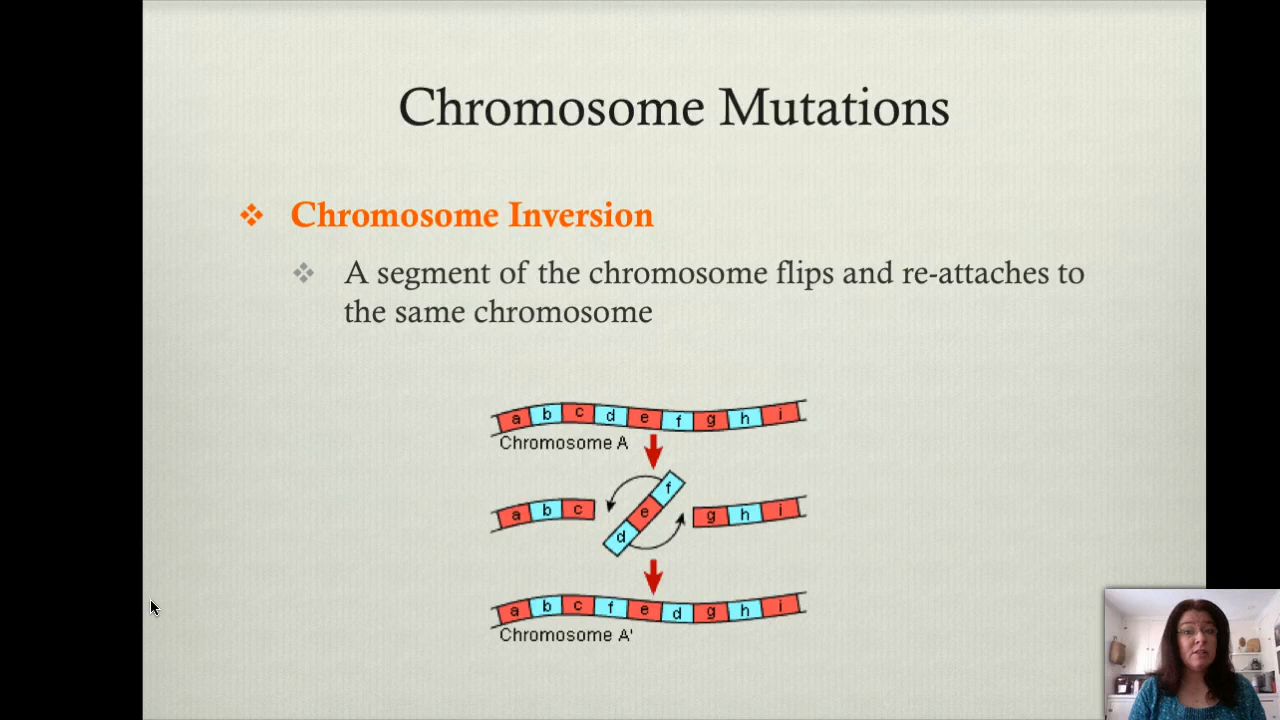 Chromosome Mutations
Chromosome Inversion
A segment of the chromosome flips and re-attaches to
the same chromosome
a b c d e f g h i
Chromosome A
a b c d e f g h i
a b c f e d g h i
Chromosome A'